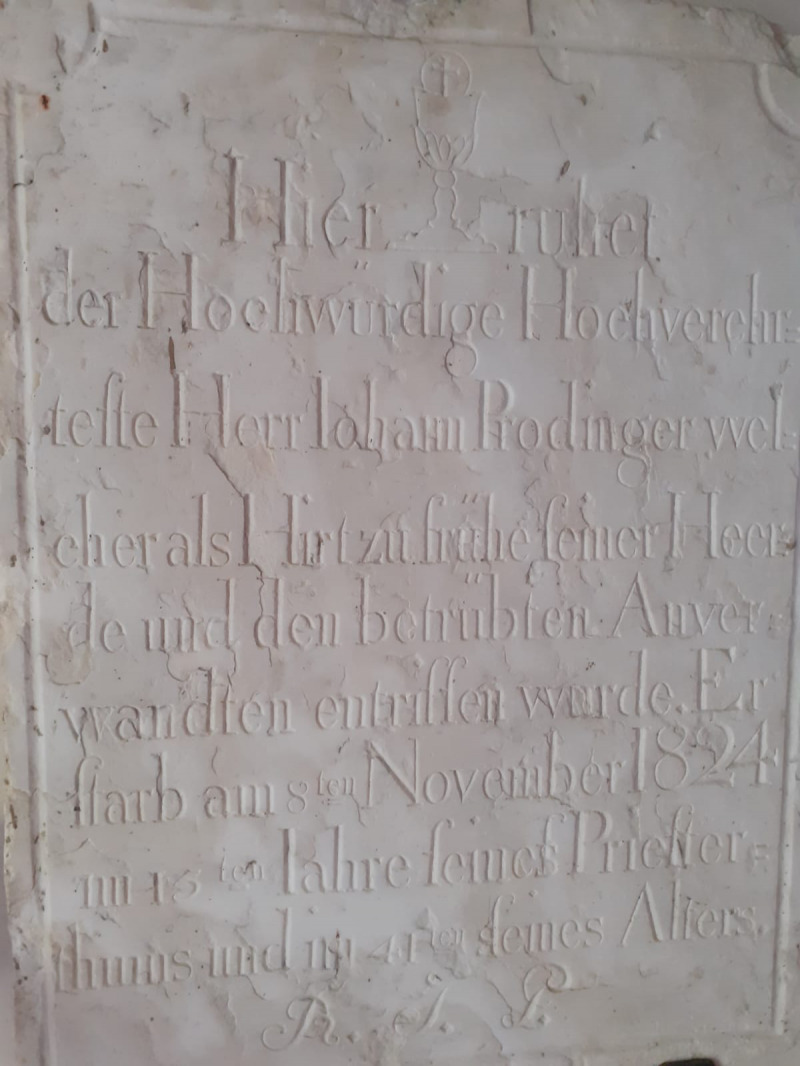 Hier ruhet
der Hochwürdige Hochverehr=
teſte Herr Iohann Prodinger wel=
cher als Hirt zu frühe ſeiner Heer=
de und den betrübten Anver=
wandten entriſſen wurde. Er
ſtarb am 8ten November 1824
im ten Iahre ſeines Prieſter=
thums und im 41ten ſeines Alters.
R. I. P.